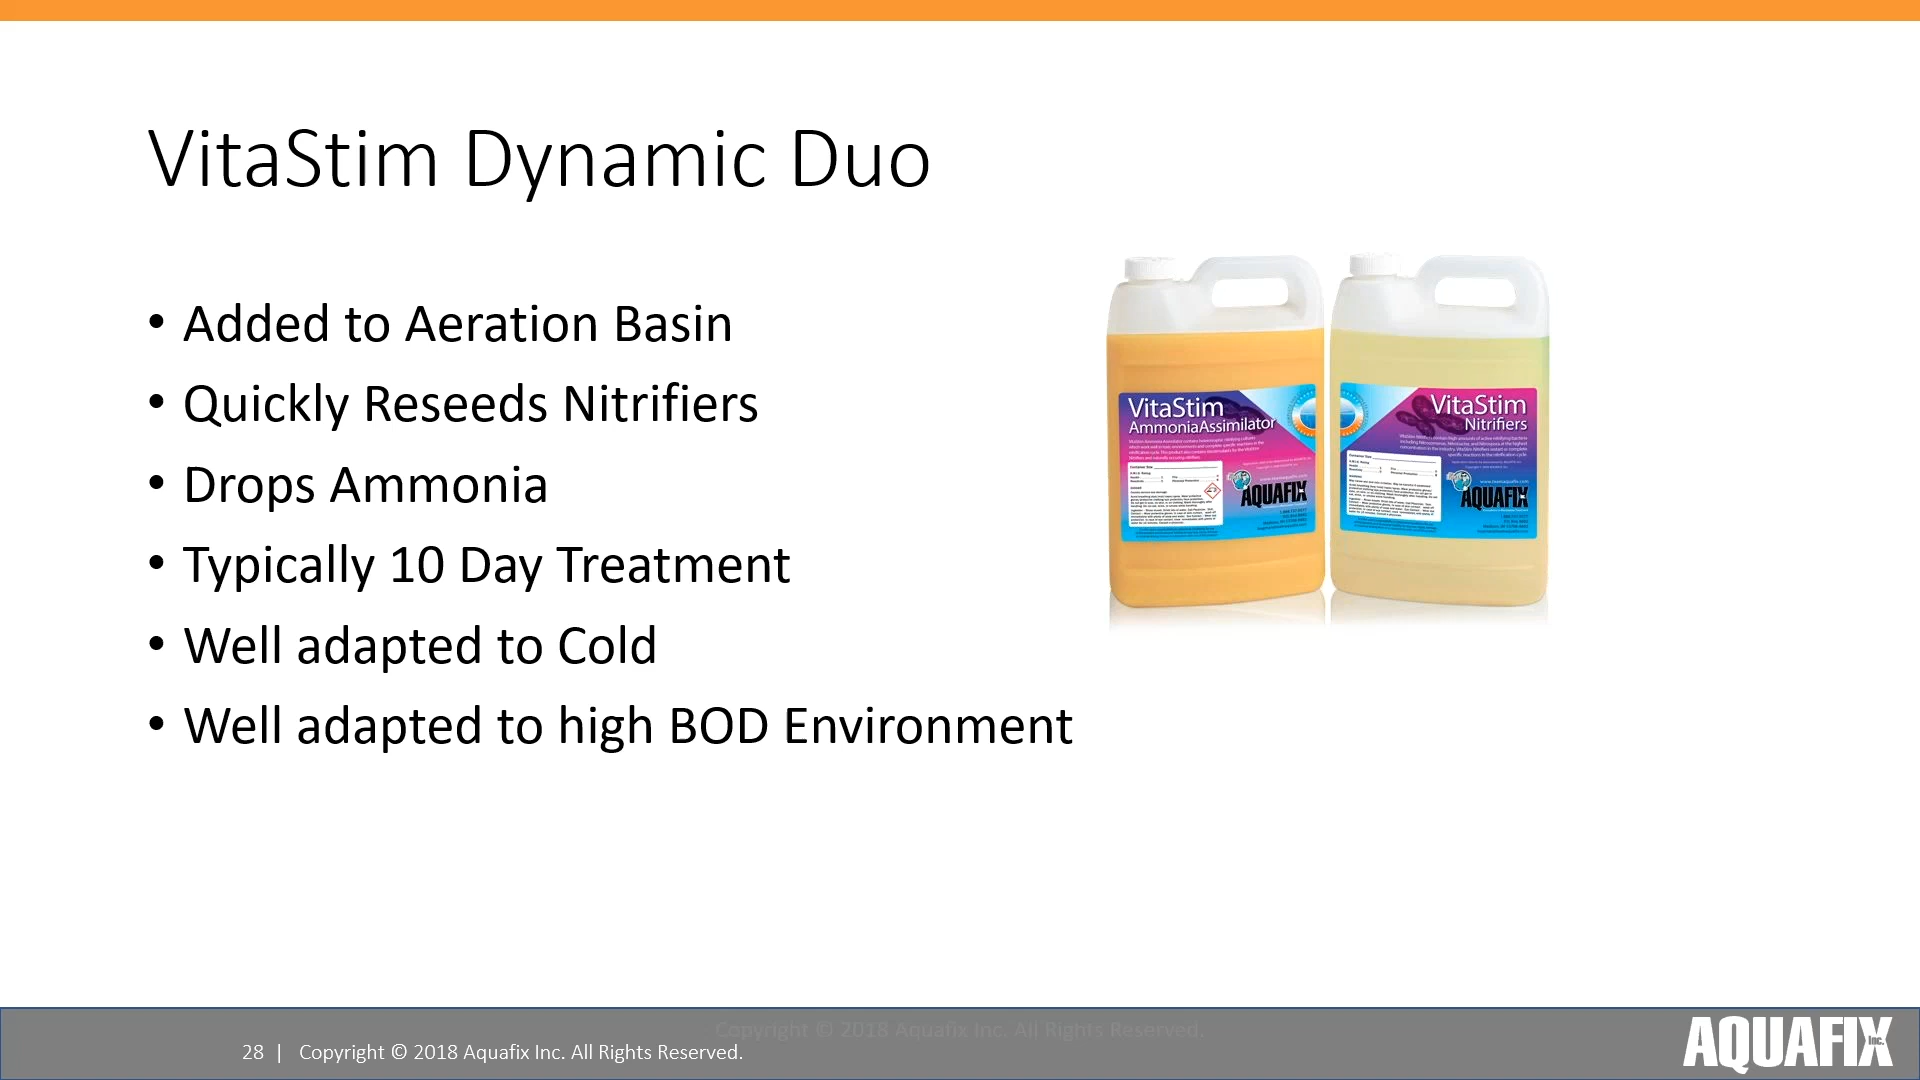 VitaStim Dynamic Duo
• Added to Aeration Basin
• Quickly Reseeds Nitrifiers
• Drops Ammonia
• Typically 10 Day Treatment
• Well adapted to Cold
• Well adapted to high BOD Environment
VitaStim
AmmoniaAssimilator
AQUAFIX
VitaStim
Nitrifiers
AQUAFIX
Copyright © 2018 Aquafix Inc. All Rights Reserved.
28 | Copyright © 2018 Aquafix Inc. All Rights Reserved.
AQUAFIX Inc.